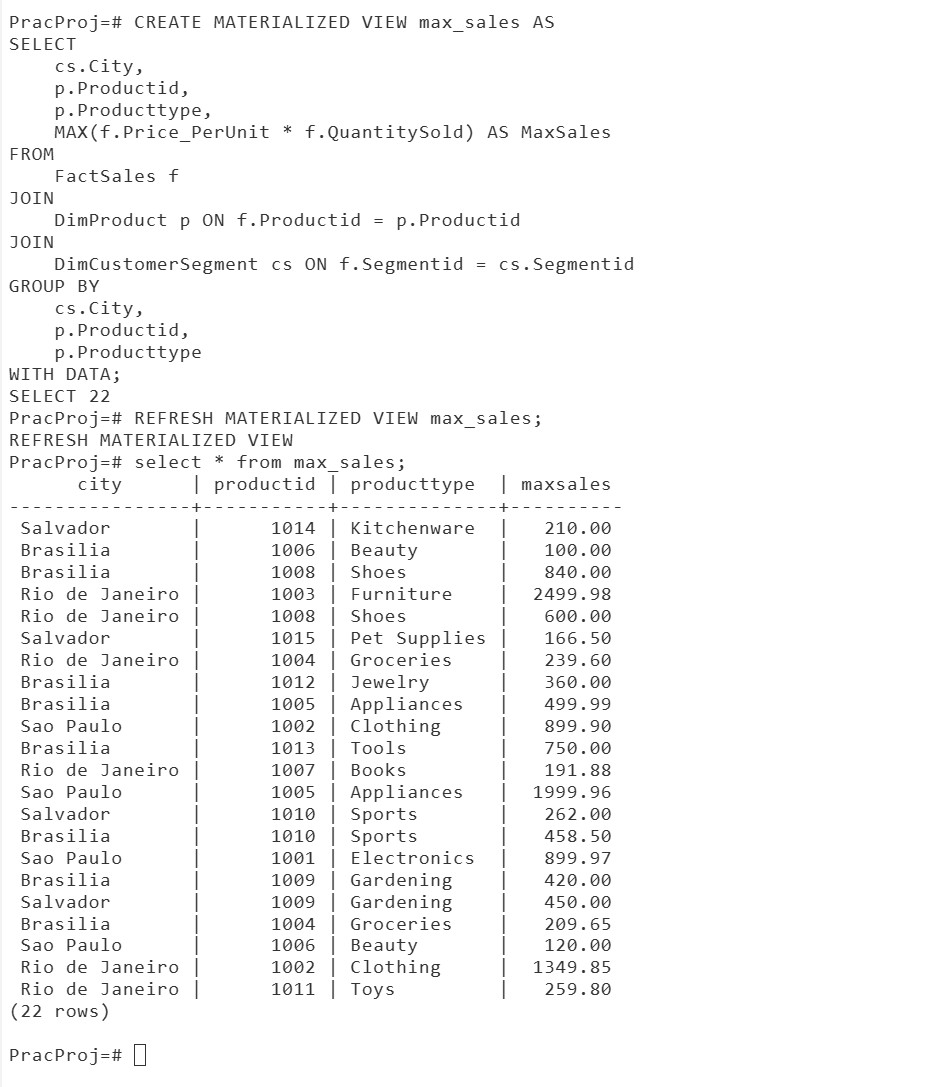 PracProj=# CREATE MATERIALIZED VIEW max_sales AS
SELECT
    cs.City,
    p.Productid,
    p.Producttype,
    MAX(f.Price_PerUnit * f.QuantitySold) AS MaxSales
FROM
    FactSales f
JOIN
    DimProduct p ON f.Productid = p.Productid
JOIN
    DimCustomerSegment cs ON f.Segmentid = cs.Segmentid
GROUP BY
    cs.City,
    p.Productid,
    p.Producttype
WITH DATA;
SELECT 22
PracProj=# REFRESH MATERIALIZED VIEW max_sales;
REFRESH MATERIALIZED VIEW
PracProj=# select * from max_sales;
      city      | productid | producttype  | maxsales
----------------+-----------+--------------+----------
 Salvador       |      1014 | Kitchenware  |   210.00
 Brasilia       |      1006 | Beauty       |   100.00
 Brasilia       |      1008 | Shoes        |   840.00
 Rio de Janeiro |      1003 | Furniture    |  2499.98
 Rio de Janeiro |      1008 | Shoes        |   600.00
 Salvador       |      1015 | Pet Supplies |   166.50
 Rio de Janeiro |      1004 | Groceries    |   239.60
 Brasilia       |      1012 | Jewelry      |   360.00
 Brasilia       |      1005 | Appliances   |   499.99
 Sao Paulo      |      1002 | Clothing     |   899.90
 Brasilia       |      1013 | Tools        |   750.00
 Rio de Janeiro |      1007 | Books        |   191.88
 Sao Paulo      |      1005 | Appliances   |  1999.96
 Salvador       |      1010 | Sports       |   262.00
 Brasilia       |      1010 | Sports       |   458.50
 Sao Paulo      |      1001 | Electronics  |   899.97
 Brasilia       |      1009 | Gardening    |   420.00
 Salvador       |      1009 | Gardening    |   450.00
 Brasilia       |      1004 | Groceries    |   209.65
 Sao Paulo      |      1006 | Beauty       |   120.00
 Rio de Janeiro |      1002 | Clothing     |  1349.85
 Rio de Janeiro |      1011 | Toys         |   259.80
(22 rows)

PracProj=#